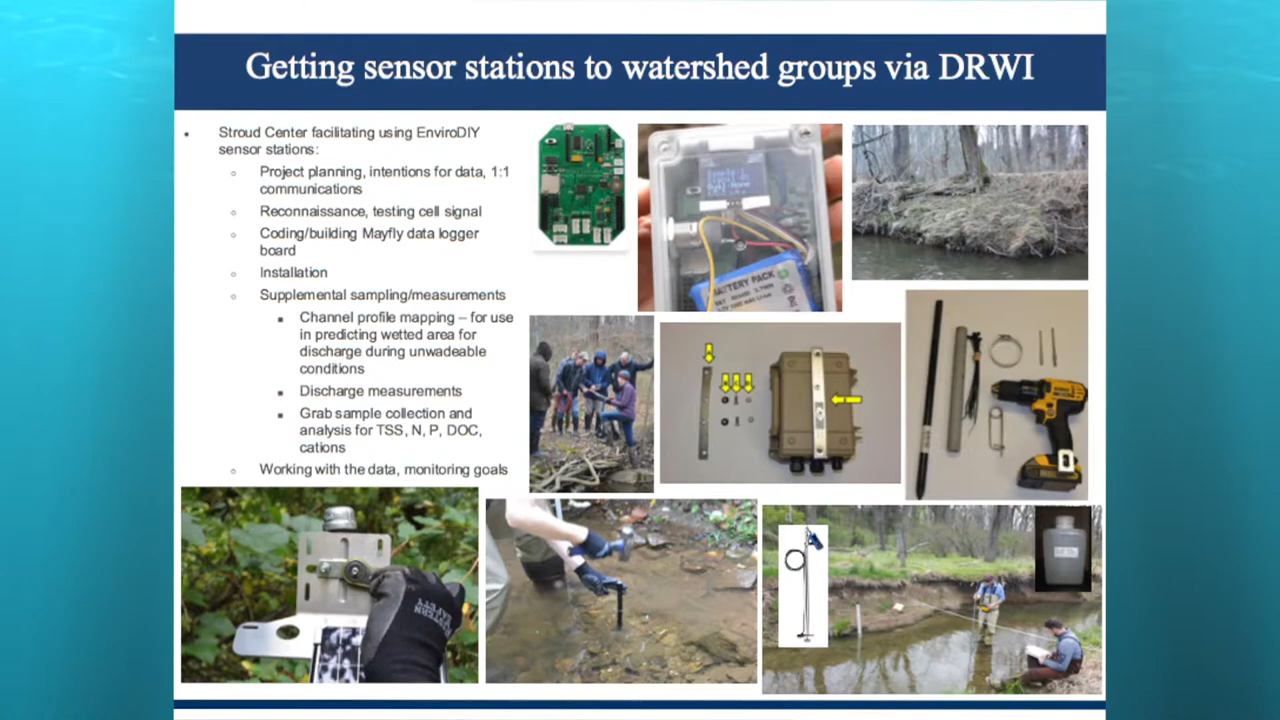 Getting sensor stations to watershed groups via DRWI
▪ Stroud Center facilitating using EnviroDIY
sensor stations:
○ Project planning, intentions for data, 1:1
communications
○ Reconnaissance, testing cell signal
○ Coding/building Mayfly data logger
board
○ Installation
○ Supplemental sampling/measurements
▪ Channel profile mapping – for use
in predicting wetted area for
discharge during unwadeable
conditions
▪ Discharge measurements
▪ Grab sample collection and
analysis for TSS, N, P, DOC,
cations
○ Working with the data, monitoring goals
BATTERY PACK
SAFETY